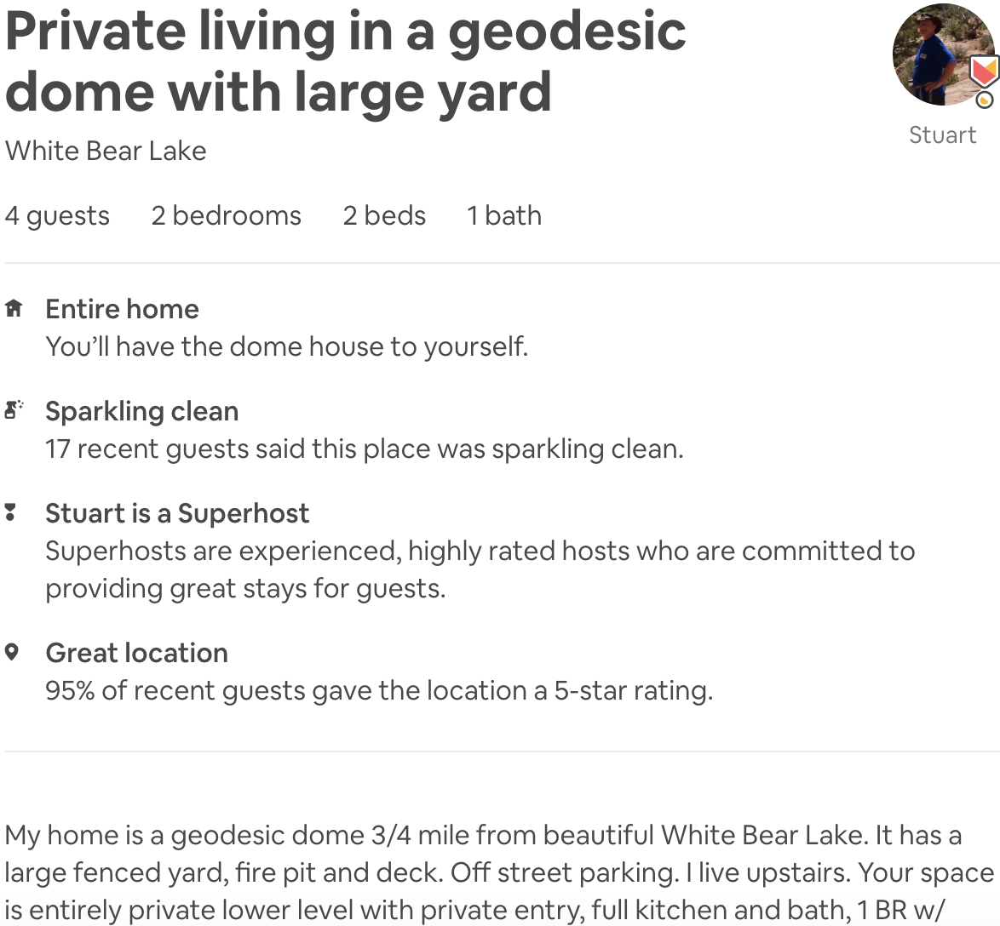 Private living in a geodesic
dome with large yard
Stuart
White Bear Lake
4 guests 2 bedrooms 2 beds 1 bath
Entire home
You’ll have the dome house to yourself.
Sparkling clean
17 recent guests said this place was sparkling clean.
Stuart is a Superhost
Superhosts are experienced, highly rated hosts who are committed to
providing great stays for guests.
Great location
95% of recent guests gave the location a 5-star rating.
My home is a geodesic dome 3/4 mile from beautiful White Bear Lake. It has a
large fenced yard, fire pit and deck. Off street parking. I live upstairs. Your space
is entirely private lower level with private entry, full kitchen and bath, 1 BR w/